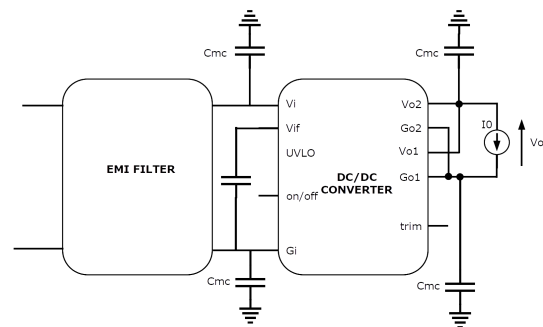 Cmc
Cmc
Vi
Vo2
Vif
Go2
I0
UVLO
Vo1
Vo
EMI FILTER
DC/DC
CONVERTER
Go1
on/off
trim
Gi
Cmc
Cmc